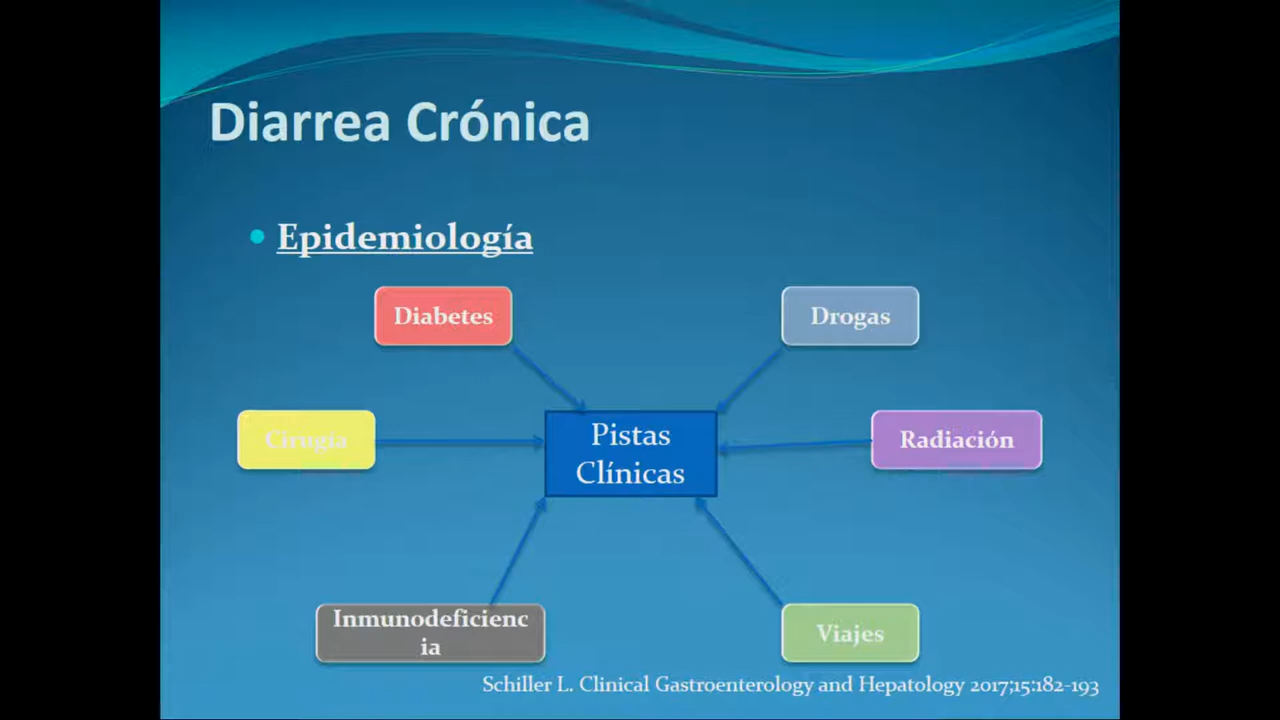 Diarrea Crónica
Epidemiología
Diabetes
Drogas
Cirugía
Pistas
Clínicas
Radiación
Inmunodeficienc
ia
Viajes
Schiller L. Clinical Gastroenterology and Hepatology 2017;15:182-193